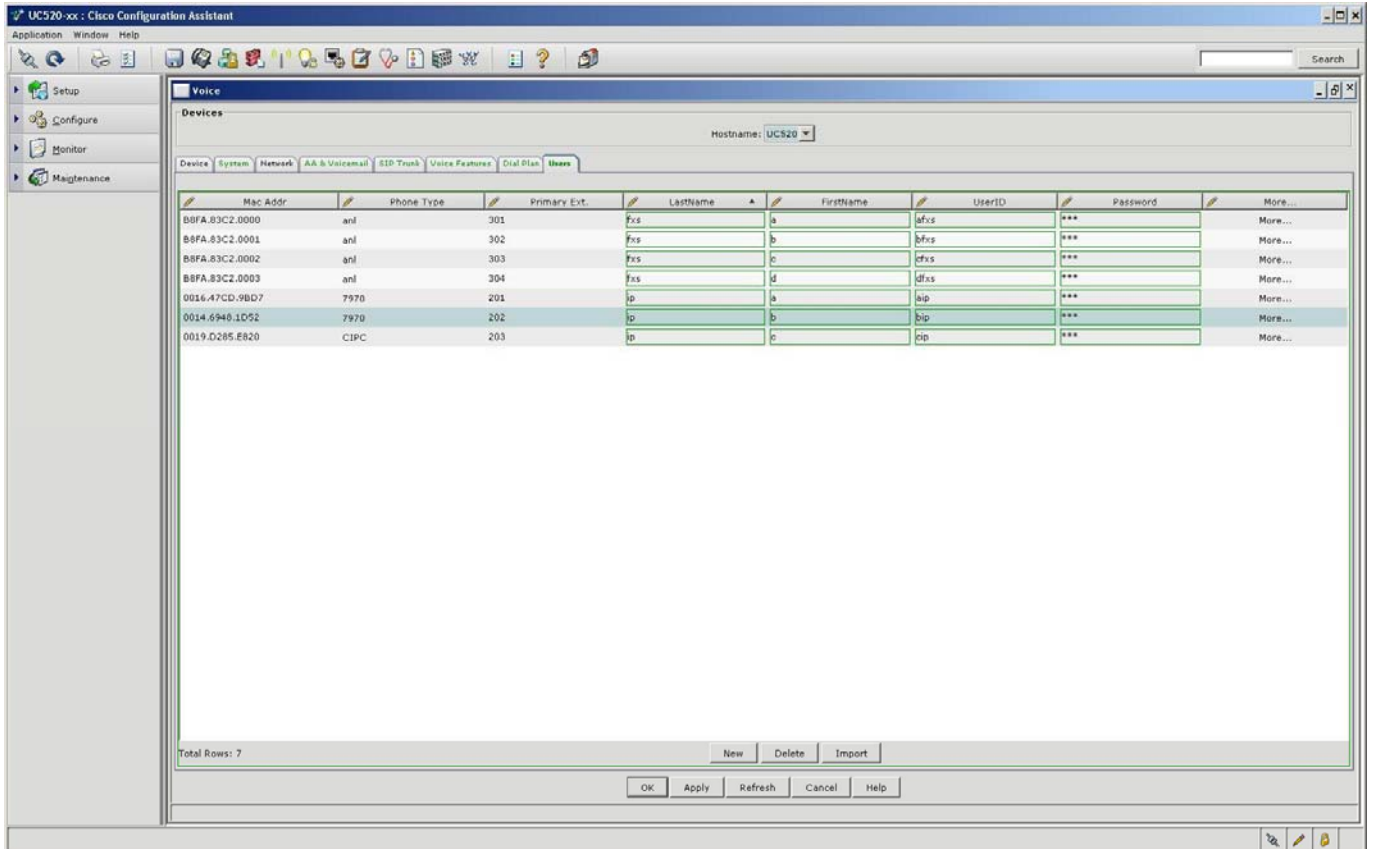 UC520-xx : Cisco Configuration Assistant
Application Window Help
Search
Setup
Configure
Monitor
Maintenance
Voice
Devices
Hostname: UC520
Device System Network AA & Voicemail SIP Trunk Voice Features Dial Plan Users
Mac Addr Phone Type Primary Ext. LastName FirstName UserID Password More...
B8FA.83C2.0000 anl 301 fxs a afxs *** More...
B8FA.83C2.0001 anl 302 fxs b bfxs *** More...
B8FA.83C2.0002 anl 303 fxs c cfxs *** More...
B8FA.83C2.0003 anl 304 fxs d dfxs *** More...
0016.47CD.9BD7 7970 201 ip a aip *** More...
0014.6948.1D52 7970 202 ip b bip *** More...
0019.D285.E820 CIPC 203 ip c cip *** More...
Total Rows: 7
New Delete Import
OK Apply Refresh Cancel Help